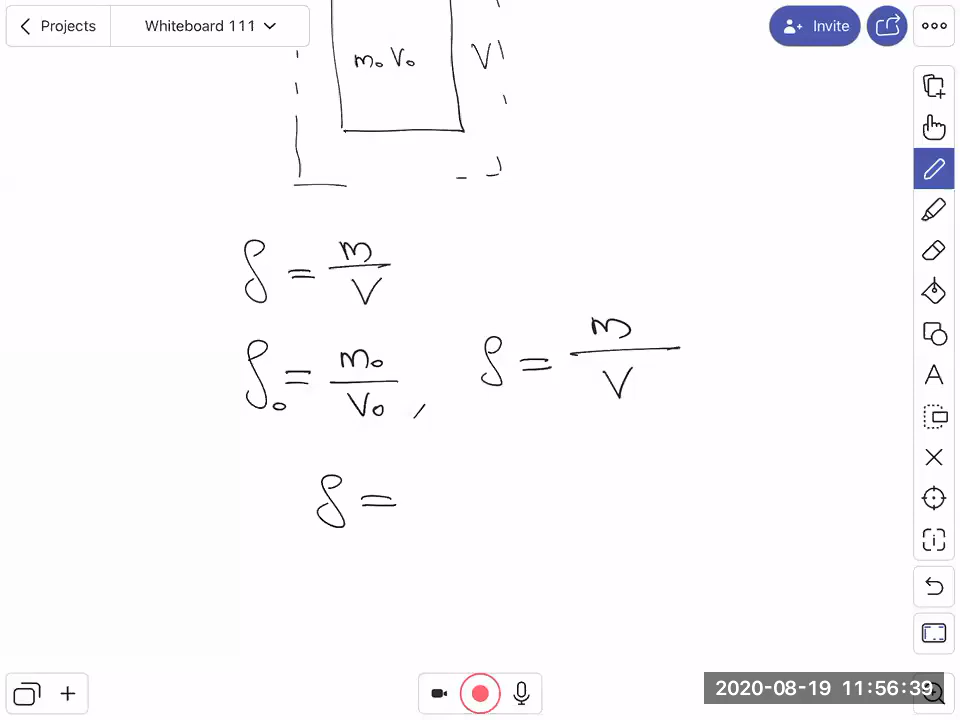 Projects
Whiteboard 111
Invite
m₀ V₀ V
ρ = m/V
ρ₀ = m₀/V₀ , ρ = m/V
ρ =
A
2020-08-19 11:56:39